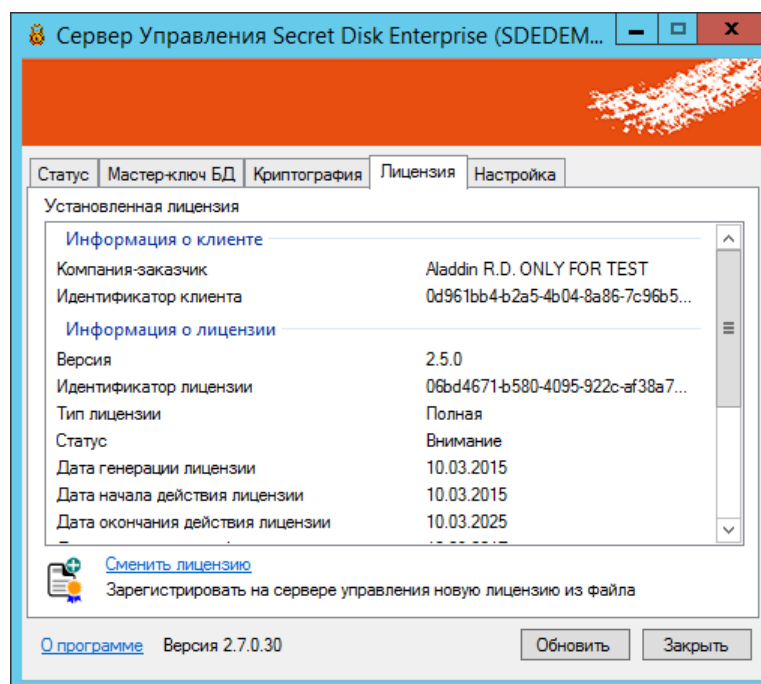 Сервер Управления Secret Disk Enterprise (SDEDEM...
Статус Мастер-ключ БД Криптография Лицензия Настройка
Установленная лицензия
Информация о клиенте
Компания-заказчик Aladdin R.D. ONLY FOR TEST
Идентификатор клиента 0d961bb4-b2a5-4b04-8a86-7c96b5...
Информация о лицензии
Версия 2.5.0
Идентификатор лицензии 06bd4671-b580-4095-922c-af38a7...
Тип лицензии Полная
Статус Внимание
Дата генерации лицензии 10.03.2015
Дата начала действия лицензии 10.03.2015
Дата окончания действия лицензии 10.03.2025
Сменить лицензию
Зарегистрировать на сервере управления новую лицензию из файла
О программе Версия 2.7.0.30 Обновить Закрыть